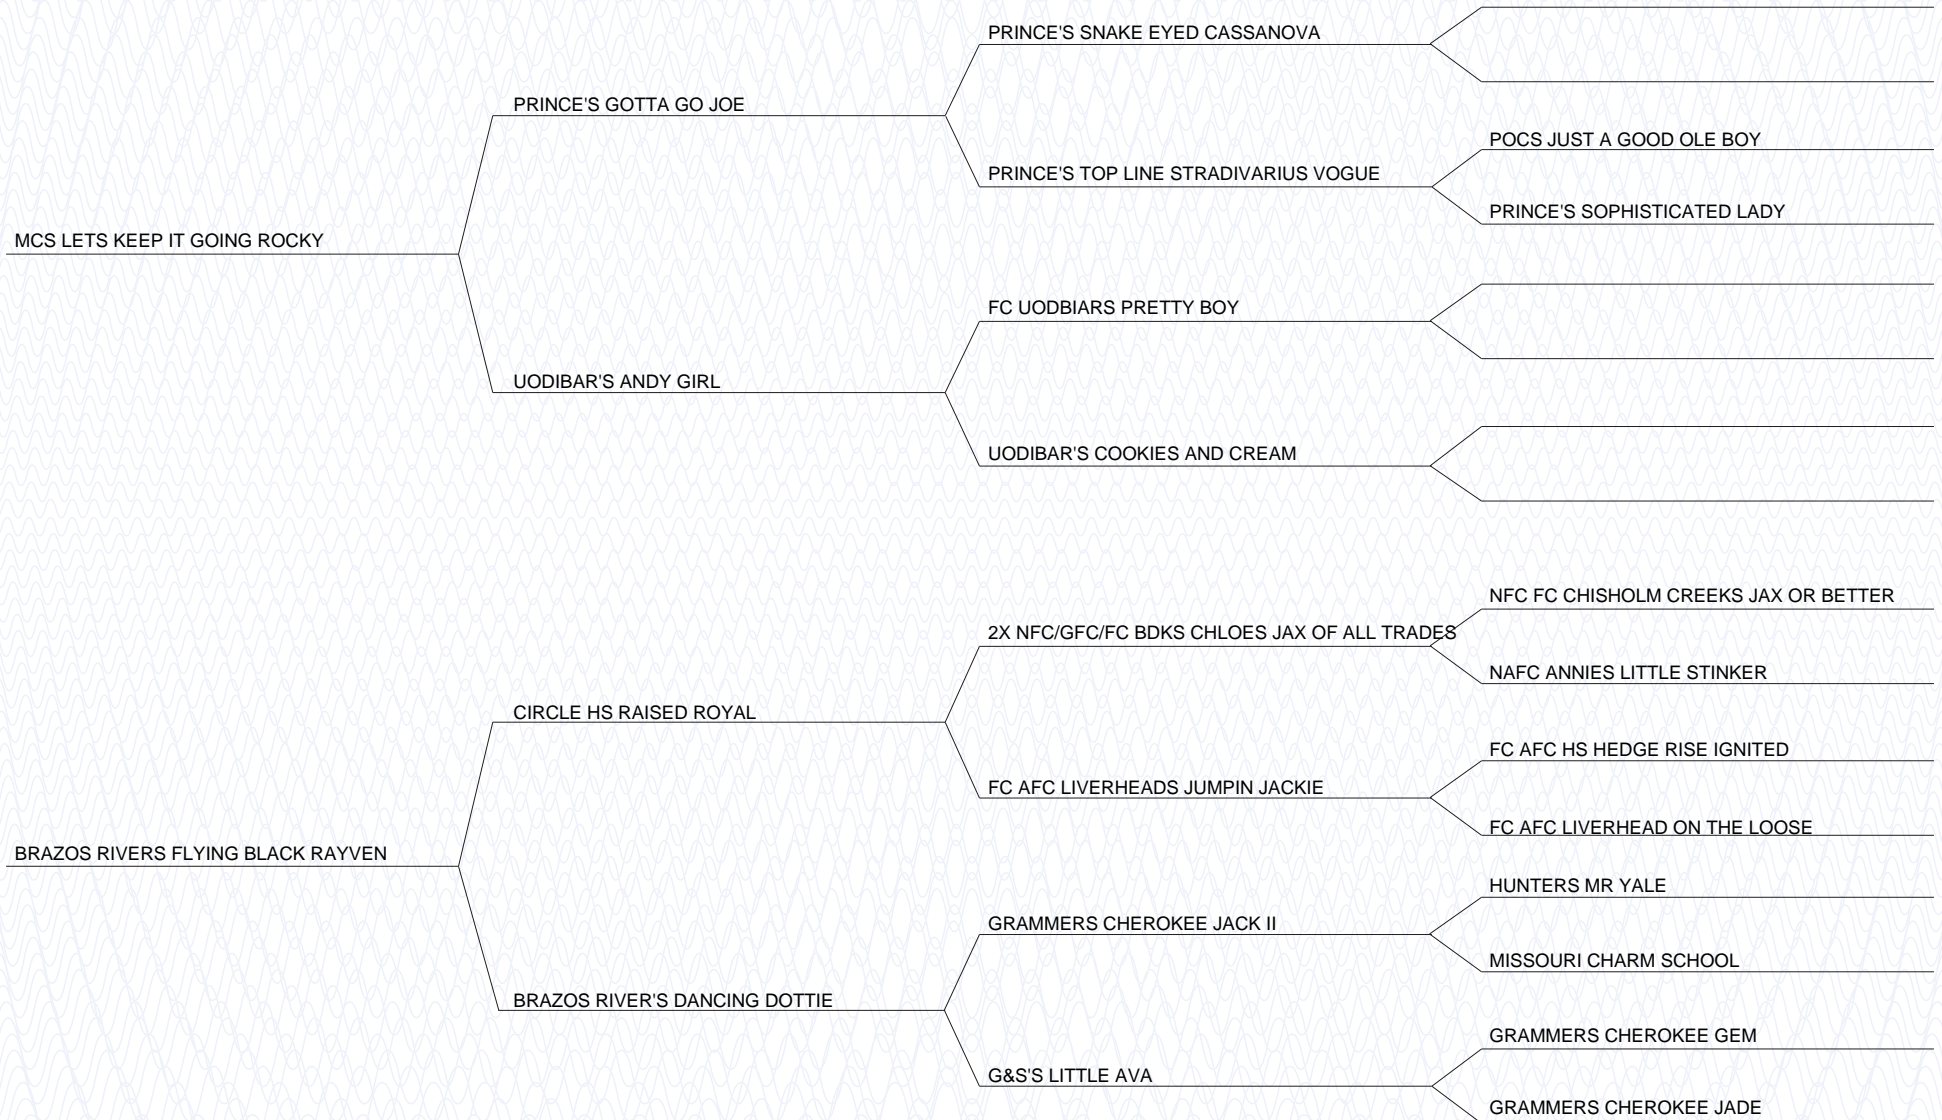 PRINCE'S SNAKE EYED CASSANOVA
PRINCE'S GOTTA GO JOE
POCS JUST A GOOD OLE BOY
PRINCE'S TOP LINE STRADIVARIUS VOGUE
PRINCE'S SOPHISTICATED LADY
MCS LETS KEEP IT GOING ROCKY
FC UODBIARS PRETTY BOY
UODIBAR'S ANDY GIRL
UODIBAR'S COOKIES AND CREAM
NFC FC CHISHOLM CREEKS JAX OR BETTER
2X NFC/GFC/FC BDKS CHLOES JAX OF ALL TRADES
NAFC ANNIES LITTLE STINKER
CIRCLE HS RAISED ROYAL
FC AFC HS HEDGE RISE IGNITED
FC AFC LIVERHEADS JUMPIN JACKIE
FC AFC LIVERHEAD ON THE LOOSE
BRAZOS RIVERS FLYING BLACK RAYVEN
HUNTERS MR YALE
GRAMMERS CHEROKEE JACK II
MISSOURI CHARM SCHOOL
BRAZOS RIVER'S DANCING DOTTIE
GRAMMERS CHEROKEE GEM
G&S'S LITTLE AVA
GRAMMERS CHEROKEE JADE